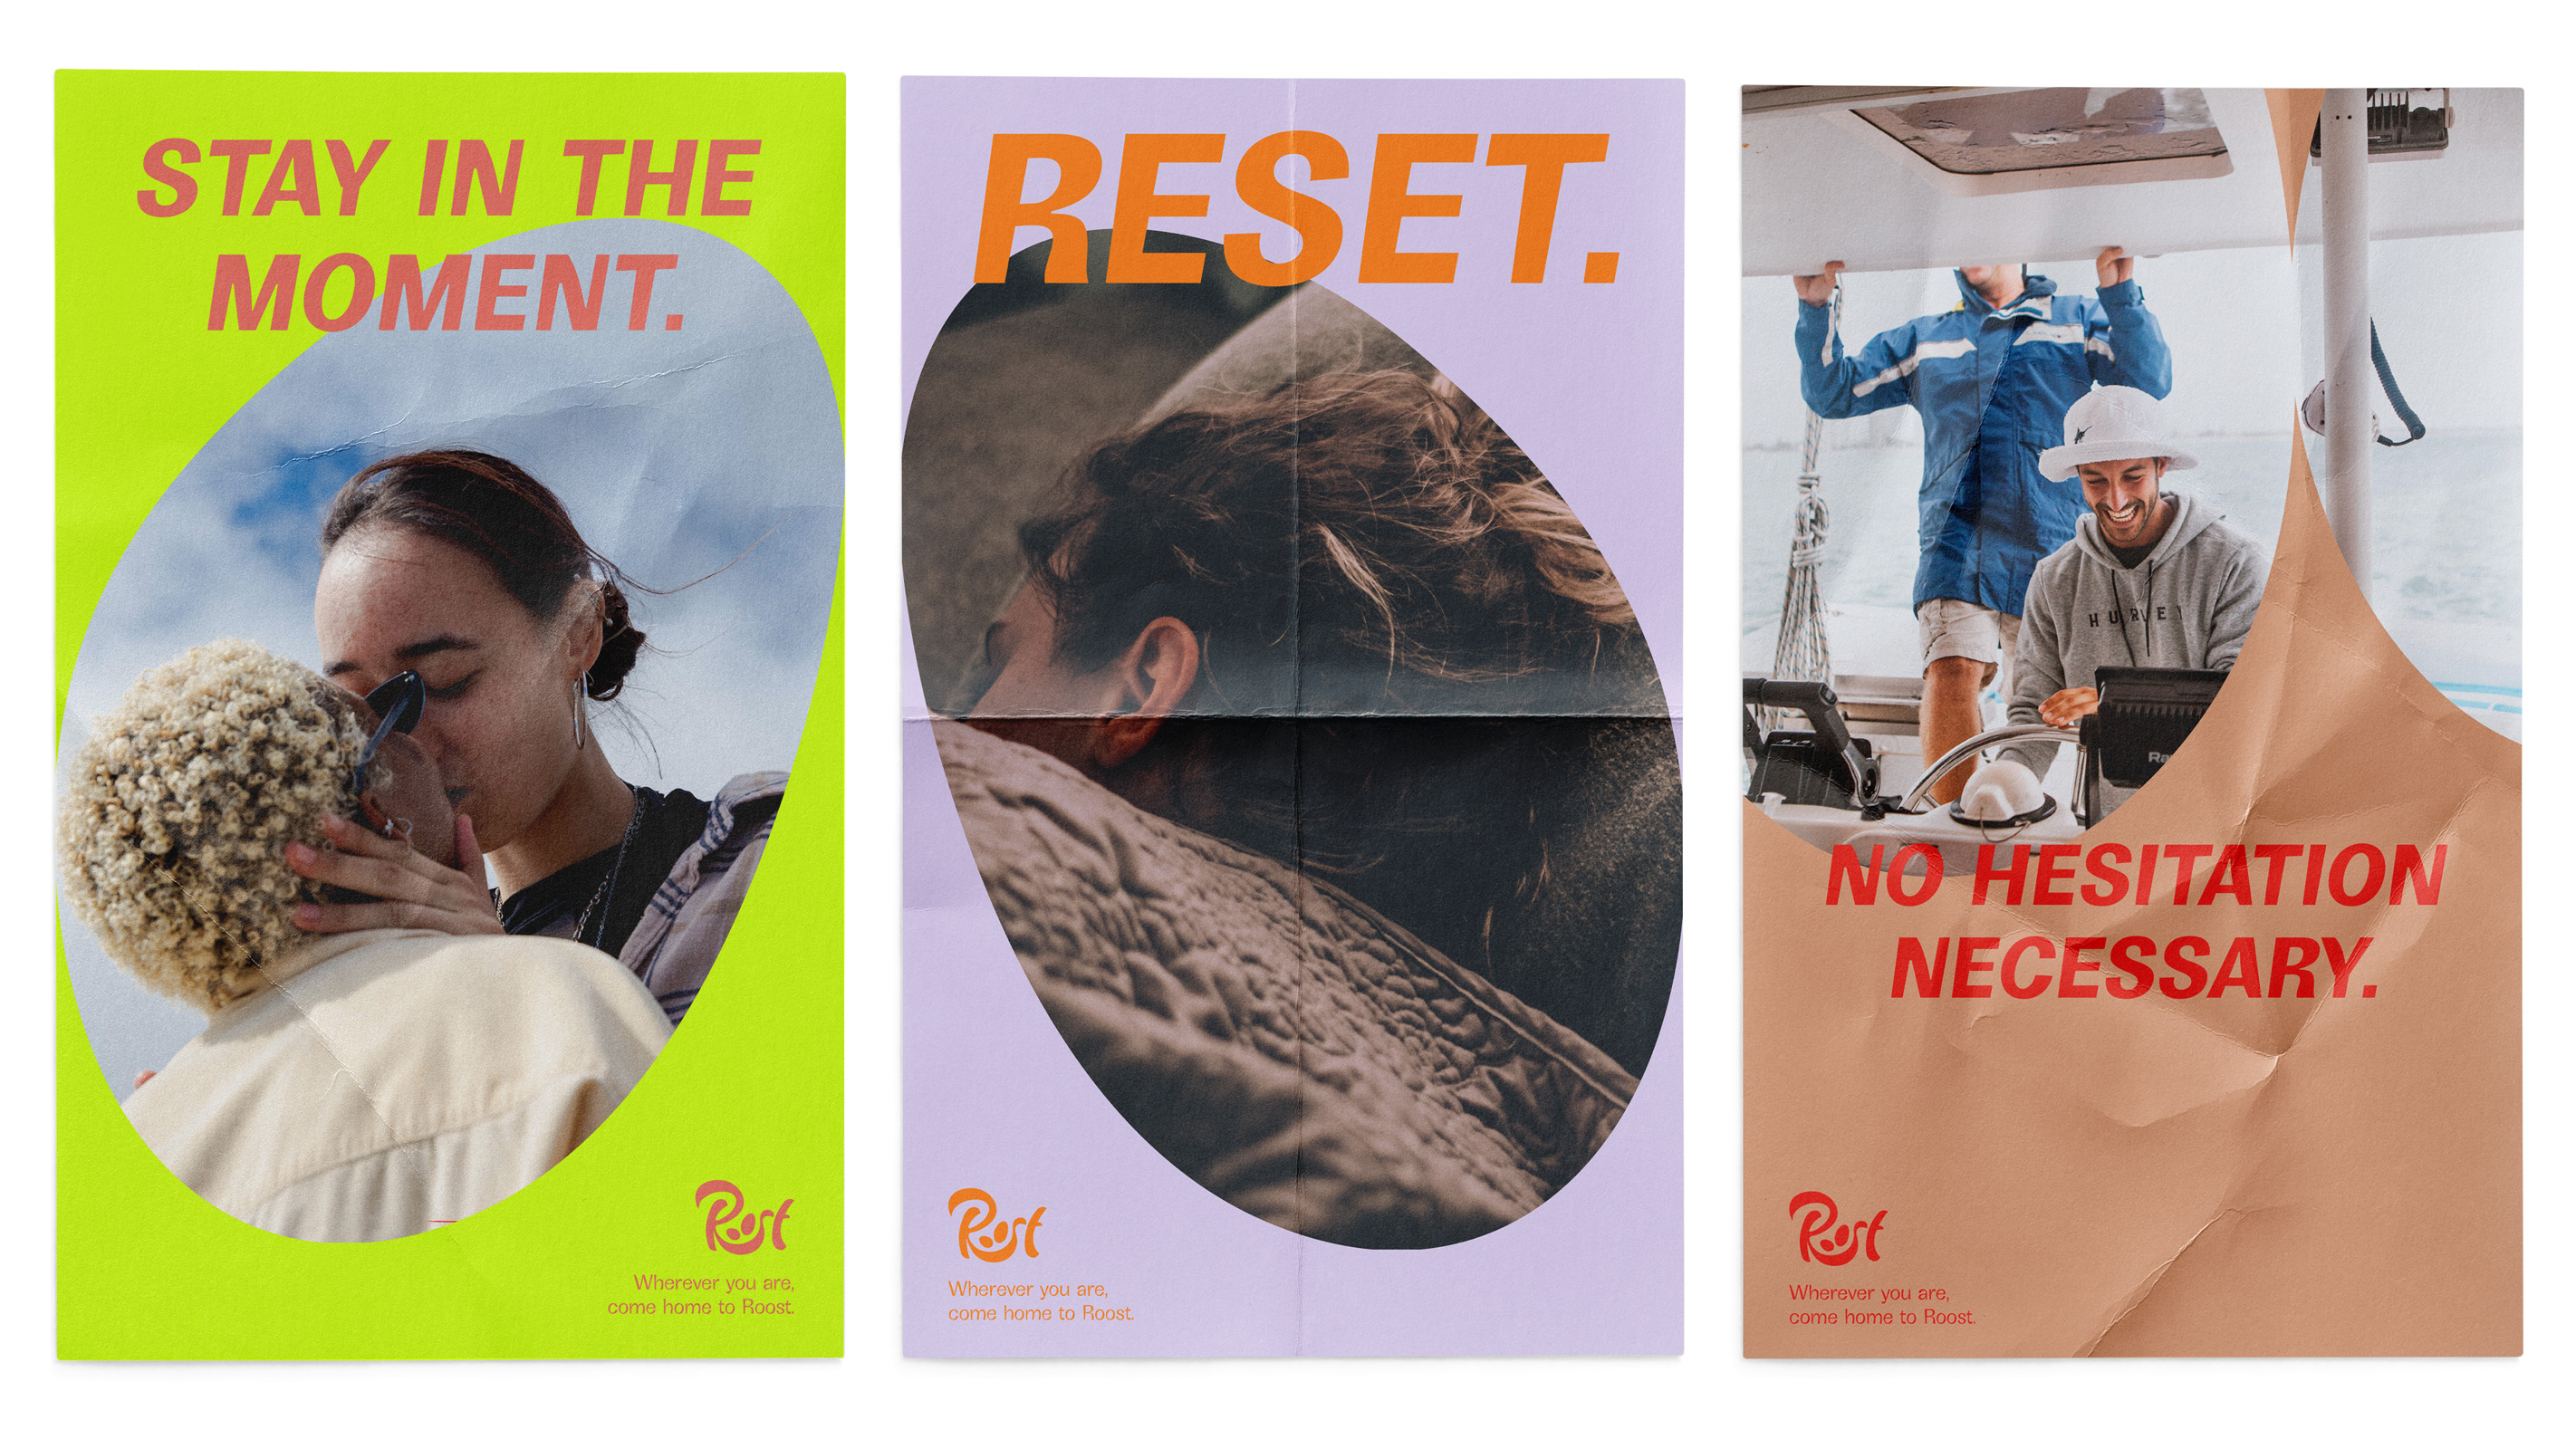 STAY IN THE
MOMENT.
Roost
Wherever you are,
come home to Roost.
RESET.
Roost
Wherever you are,
come home to Roost.
NO HESITATION
NECESSARY.
Roost
Wherever you are,
come home to Roost.